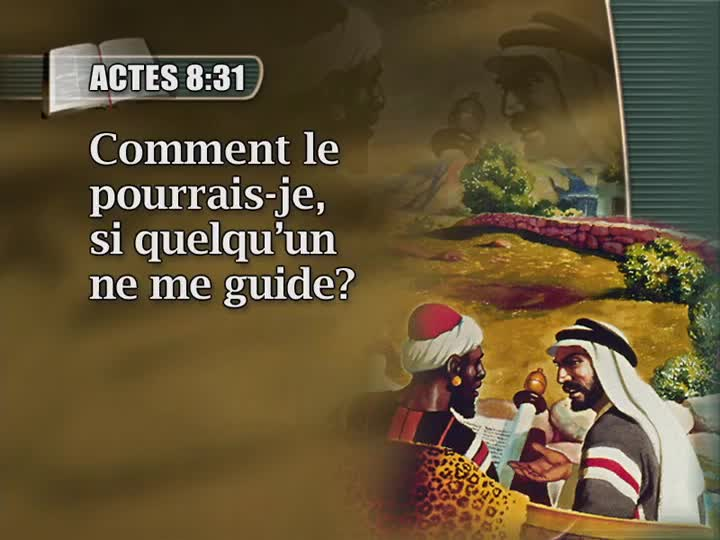 ACTES 8:31
Comment le
pourrais-je,
si quelqu'un
ne me guide?